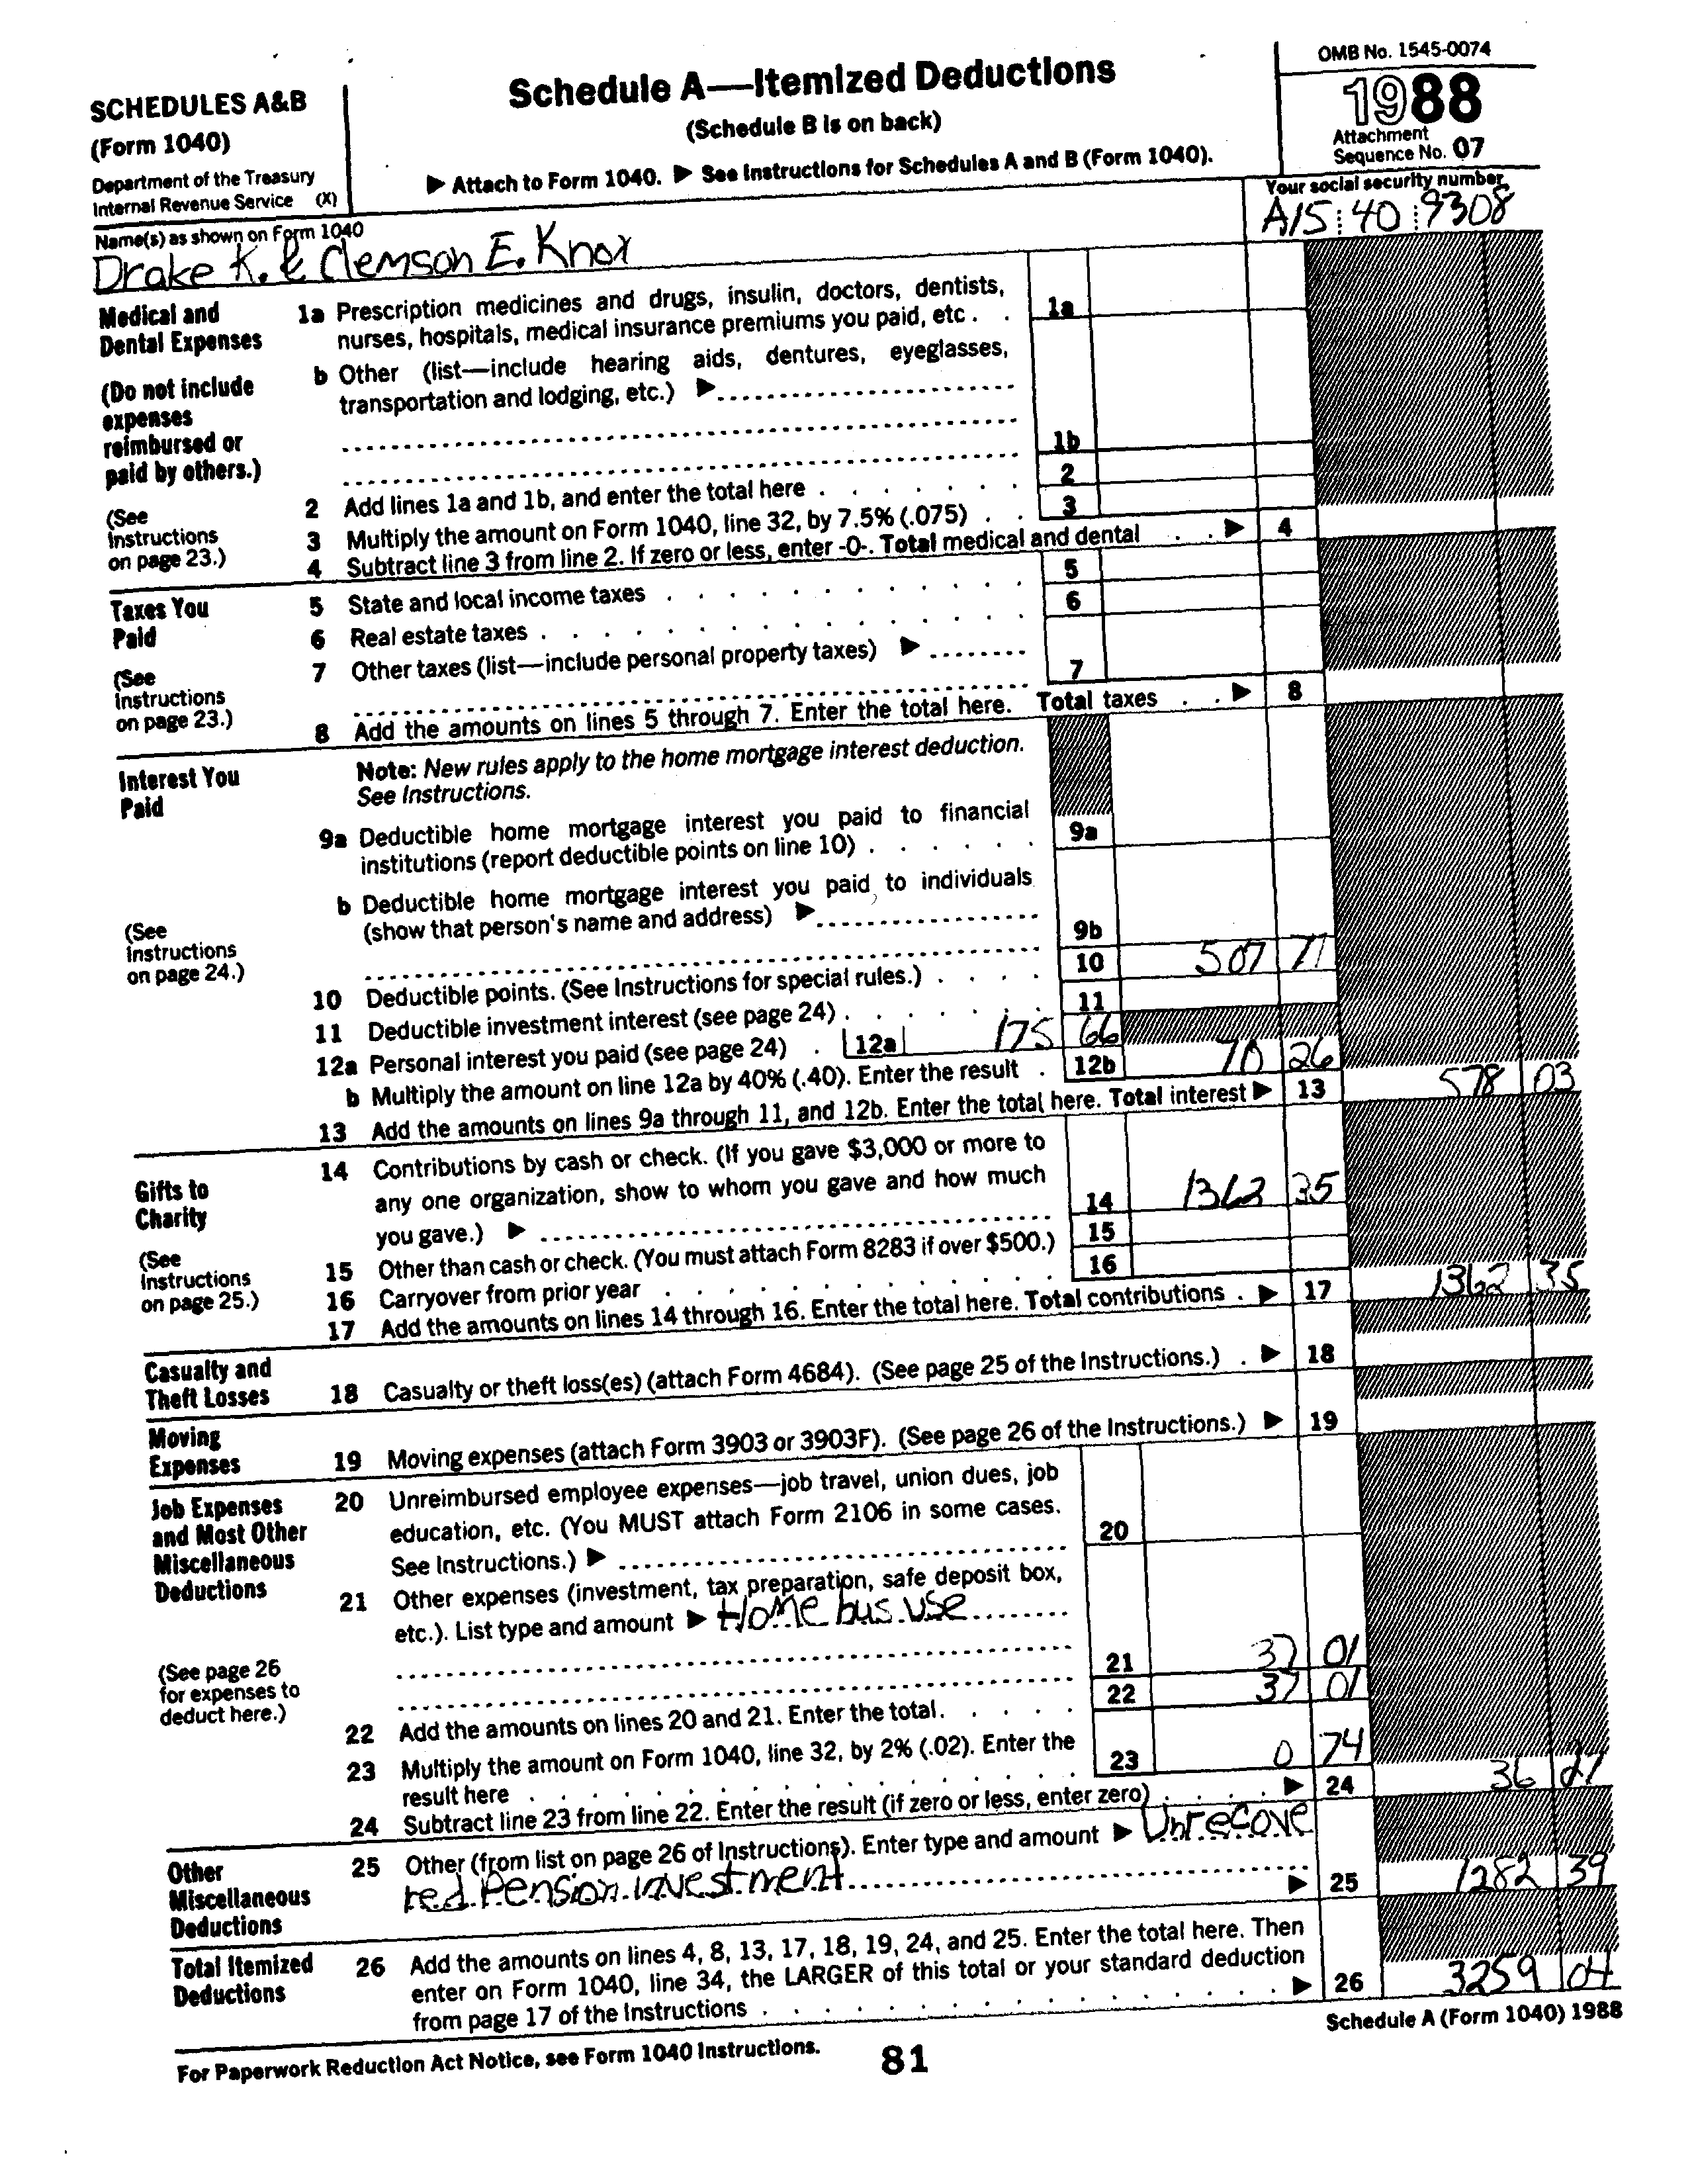 SCHEDULES A&B
(Form 1040)
Department of the Treasury
Internal Revenue Service (X)
Schedule A—Itemized Deductions
(Schedule B is on back)
▶ Attach to Form 1040. ▶ See Instructions for Schedules A and B (Form 1040).
OMB No. 1545-0074
1988
Attachment
Sequence No. 07
Name(s) as shown on Form 1040
Drake K. & Clemson E. Knox
Your social security number
A15:40:9308
Medical and
Dental Expenses
(Do not include
expenses
reimbursed or
paid by others.)
(See
Instructions
on page 23.)
1a Prescription medicines and drugs, insulin, doctors, dentists,
nurses, hospitals, medical insurance premiums you paid, etc . . 1a
b Other (list—include hearing aids, dentures, eyeglasses,
transportation and lodging, etc.) ▶
1b
2 Add lines 1a and 1b, and enter the total here . . . . . . . 2
3 Multiply the amount on Form 1040, line 32, by 7.5% (.075) . . 3
4 Subtract line 3 from line 2. If zero or less, enter -0-. Total medical and dental . . ▶ 4
Taxes You
Paid
(See
Instructions
on page 23.)
5 State and local income taxes . . . . . . . . . . . . 5
6 Real estate taxes . . . . . . . . . . . . . . . 6
7 Other taxes (list—include personal property taxes) ▶
7
8 Add the amounts on lines 5 through 7. Enter the total here. Total taxes . . ▶ 8
Interest You
Paid
(See
Instructions
on page 24.)
Note: New rules apply to the home mortgage interest deduction.
See Instructions.
9a Deductible home mortgage interest you paid to financial
institutions (report deductible points on line 10) . . . . . . 9a
b Deductible home mortgage interest you paid to individuals
(show that person's name and address) ▶
9b
10 Deductible points. (See Instructions for special rules.) . . . . 10 507 77
11 Deductible investment interest (see page 24) . . . . . . . 11
12a Personal interest you paid (see page 24) . 12a 175 66
b Multiply the amount on line 12a by 40% (.40). Enter the result . 12b 70 26
13 Add the amounts on lines 9a through 11, and 12b. Enter the total here. Total interest ▶ 13 578 03
Gifts to
Charity
(See
Instructions
on page 25.)
14 Contributions by cash or check. (If you gave $3,000 or more to
any one organization, show to whom you gave and how much
you gave.) ▶ 14 1362 35
15 Other than cash or check. (You must attach Form 8283 if over $500.) 15
16 Carryover from prior year . . . . . . . . . . . . 16
17 Add the amounts on lines 14 through 16. Enter the total here. Total contributions . ▶ 17 1362 35
Casualty and
Theft Losses
18 Casualty or theft loss(es) (attach Form 4684). (See page 25 of the Instructions.) . ▶ 18
Moving
Expenses
19 Moving expenses (attach Form 3903 or 3903F). (See page 26 of the Instructions.) ▶ 19
Job Expenses
and Most Other
Miscellaneous
Deductions
(See page 26
for expenses to
deduct here.)
20 Unreimbursed employee expenses—job travel, union dues, job
education, etc. (You MUST attach Form 2106 in some cases.
See Instructions.) ▶ 20
21 Other expenses (investment, tax preparation, safe deposit box,
etc.). List type and amount ▶ Home bus. use
21 37 01
22 Add the amounts on lines 20 and 21. Enter the total. . . . . 22 37 01
23 Multiply the amount on Form 1040, line 32, by 2% (.02). Enter the
result here . . . . . . . . . . . . . . . . 23 0 74
24 Subtract line 23 from line 22. Enter the result (if zero or less, enter zero) . . . . ▶ 24 36 27
Other
Miscellaneous
Deductions
25 Other (from list on page 26 of Instructions). Enter type and amount ▶ Unrecove
red Pension investment ▶ 25 1282 39
Total Itemized
Deductions
26 Add the amounts on lines 4, 8, 13, 17, 18, 19, 24, and 25. Enter the total here. Then
enter on Form 1040, line 34, the LARGER of this total or your standard deduction
from page 17 of the Instructions . . . . . . . . . . . . . . . ▶ 26 3259 04
For Paperwork Reduction Act Notice, see Form 1040 Instructions.
81
Schedule A (Form 1040) 1988